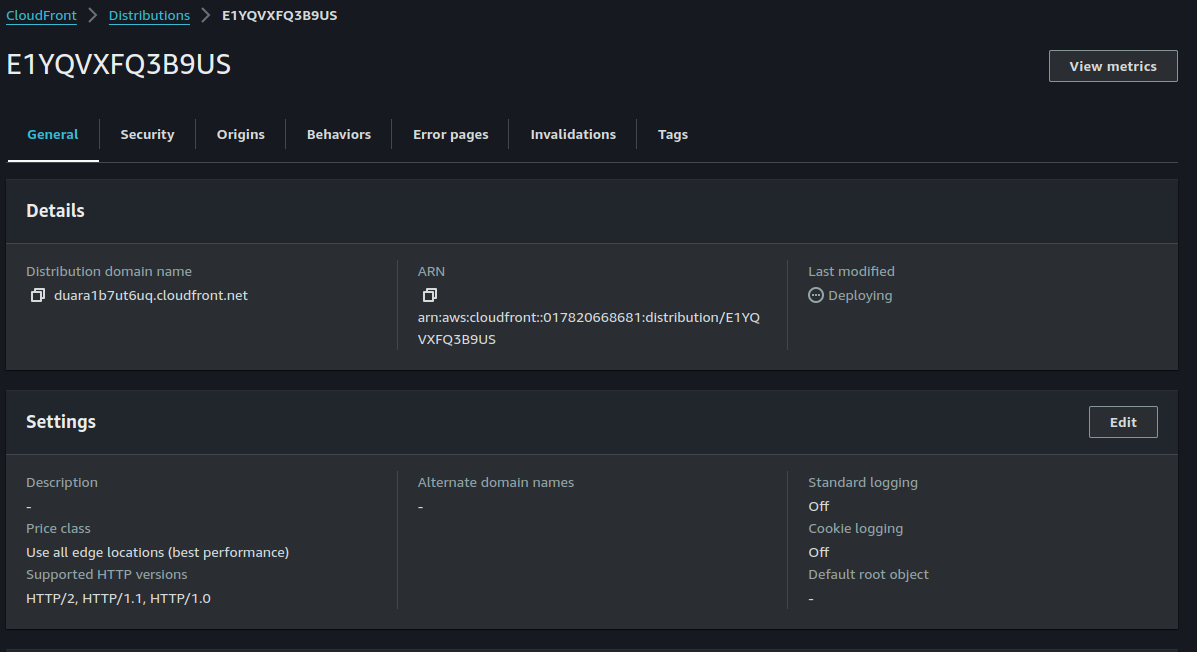 CloudFront > Distributions > E1YQVXFQ3B9US
E1YQVXFQ3B9US
View metrics
General Security Origins Behaviors Error pages Invalidations Tags
Details
Distribution domain name
duara1b7ut6uq.cloudfront.net
ARN
arn:aws:cloudfront::017820668681:distribution/E1YQ
VXFQ3B9US
Last modified
Deploying
Settings
Edit
Description
-
Price class
Use all edge locations (best performance)
Supported HTTP versions
HTTP/2, HTTP/1.1, HTTP/1.0
Alternate domain names
-
Standard logging
Off
Cookie logging
Off
Default root object
-